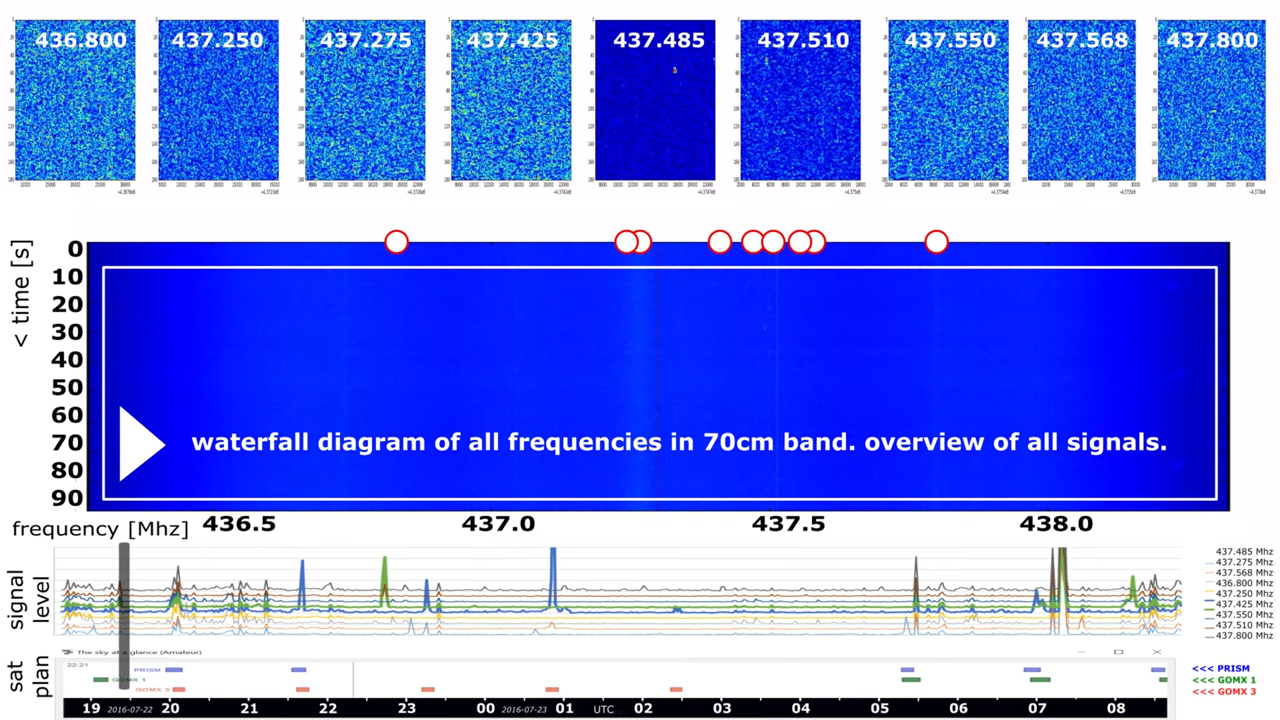 436.800 437.250 437.275 437.425 437.485 437.510 437.550 437.568 437.800
< time [s]
0
10
20
30
40
50
60
70
80
90
waterfall diagram of all frequencies in 70cm band. overview of all signals.
frequency [Mhz] 436.5 437.0 437.5 438.0
signal level
437.485 Mhz
437.275 Mhz
437.568 Mhz
436.800 Mhz
437.250 Mhz
437.425 Mhz
437.550 Mhz
437.510 Mhz
437.800 Mhz
sat plan
The sky at a glance (Amateur)
22:21
PRISM
GOMX 1
GOMX 3
<<< PRISM
<<< GOMX 1
<<< GOMX 3
19 2016-07-22 20 21 22 23 00 2016-07-23 01 UTC 02 03 04 05 06 07 08